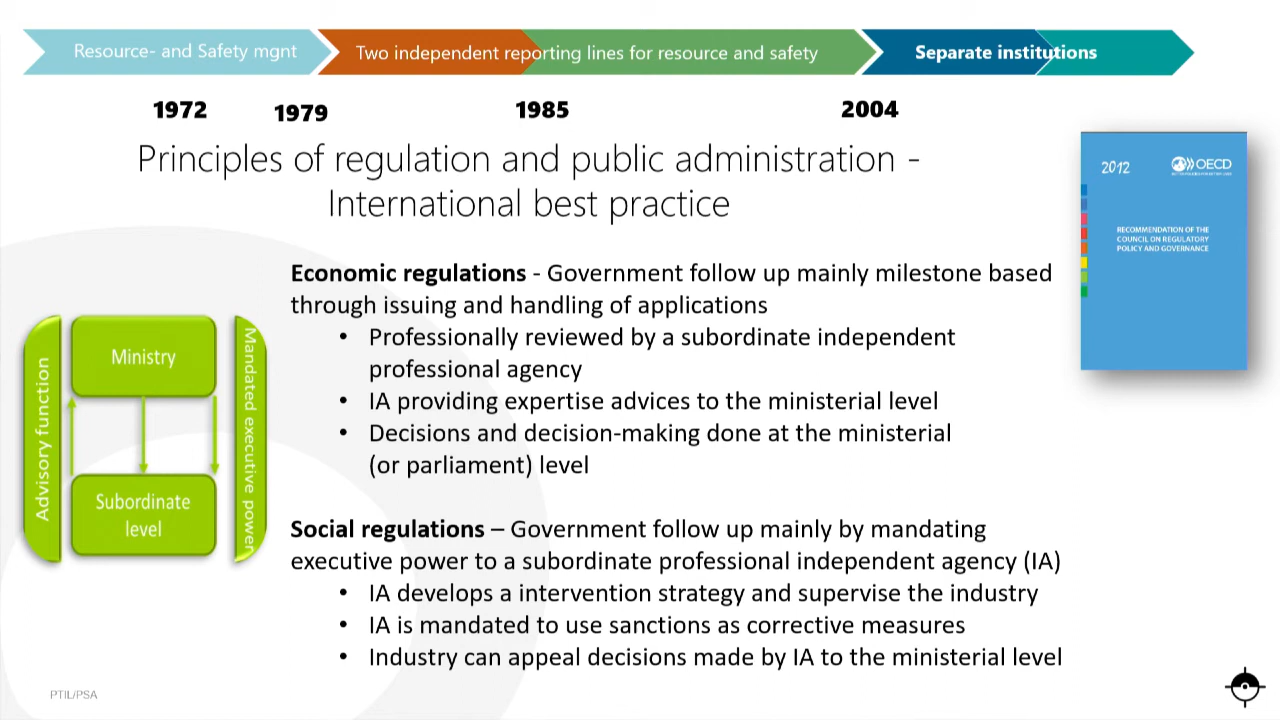 Resource- and Safety mgnt
Two independent reporting lines for resource and safety
Separate institutions
1972
1979
1985
2004
Principles of regulation and public administration -
International best practice
2012
OECD
RECOMMENDATION OF THE
COUNCIL ON REGULATORY
POLICY AND GOVERNANCE
Advisory function
Ministry
Subordinate
level
Mandated executive power
Economic regulations - Government follow up mainly milestone based
through issuing and handling of applications
• Professionally reviewed by a subordinate independent
professional agency
• IA providing expertise advices to the ministerial level
• Decisions and decision-making done at the ministerial
(or parliament) level
Social regulations – Government follow up mainly by mandating
executive power to a subordinate professional independent agency (IA)
• IA develops a intervention strategy and supervise the industry
• IA is mandated to use sanctions as corrective measures
• Industry can appeal decisions made by IA to the ministerial level
PTIL/PSA